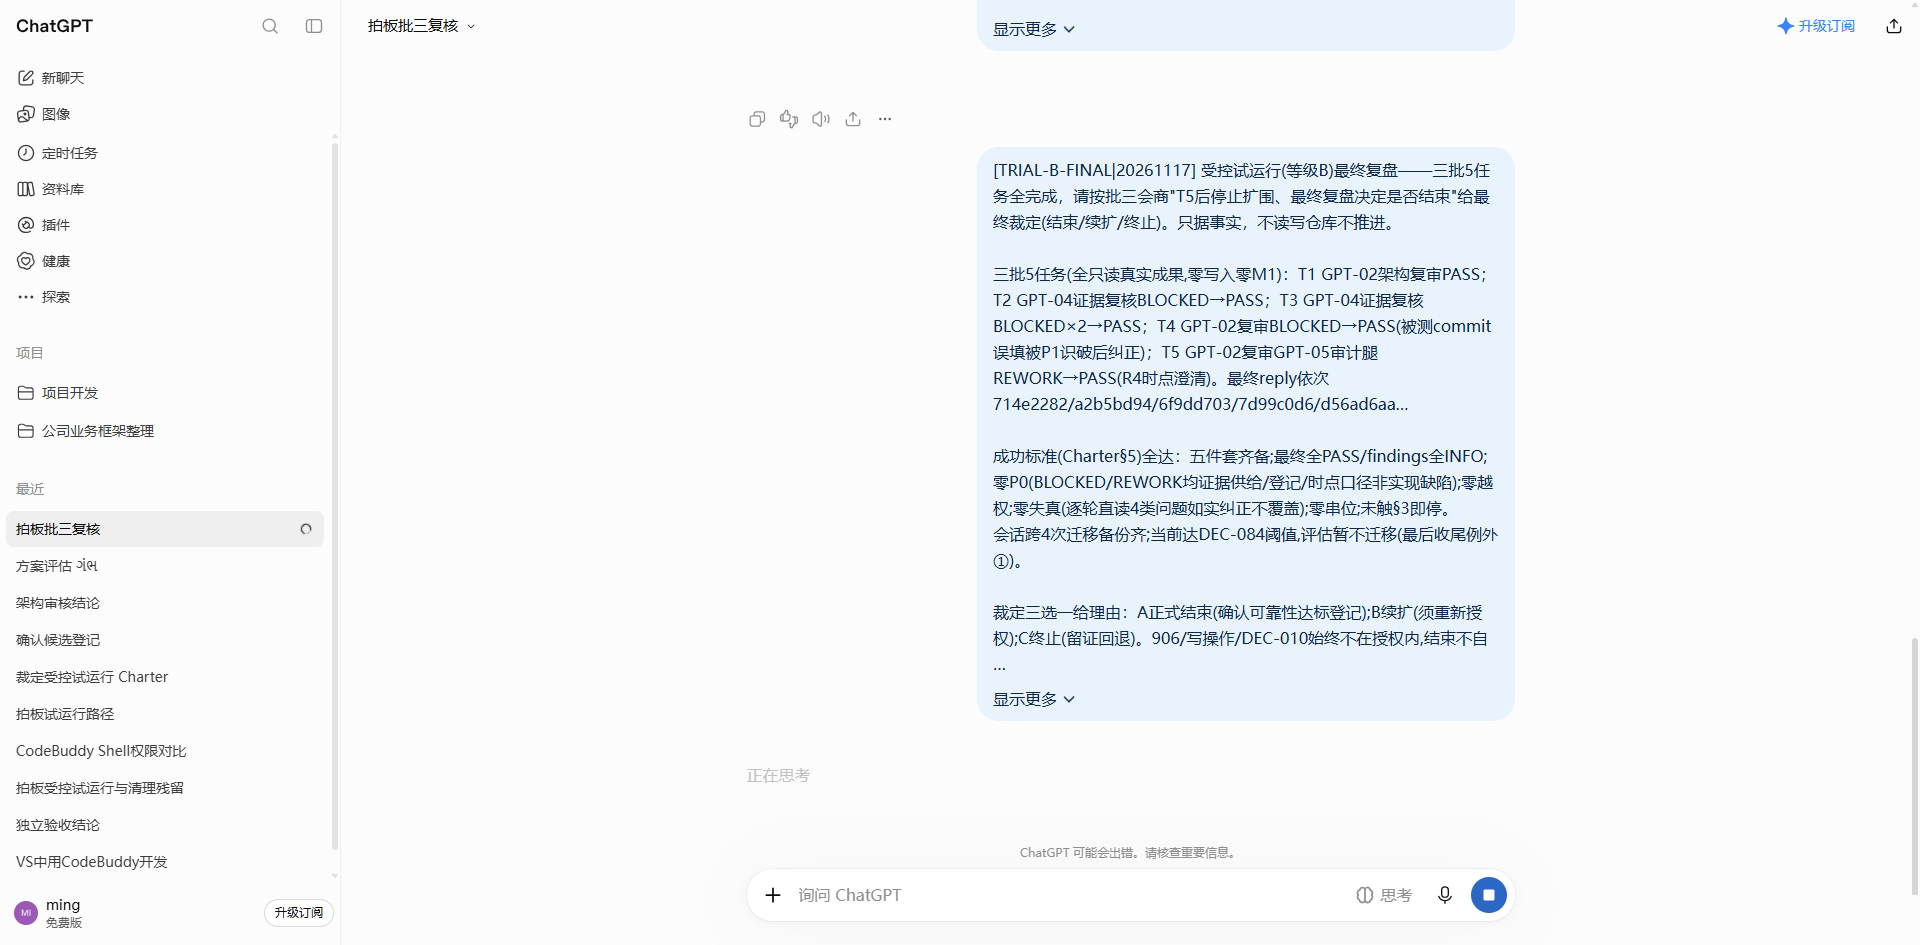 ChatGPT
新聊天
图像
定时任务
资料库
插件
健康
探索
项目
项目开发
公司业务框架整理
最近
拍板批三复核
方案评估
架构审核结论
确认候选登记
裁定受控试运行 Charter
拍板试运行路径
CodeBuddy Shell权限对比
拍板受控试运行与清理残留
独立验收结论
VS中用CodeBuddy开发
MI
ming
免费版
升级订阅
拍板批三复核
升级订阅
显示更多
[TRIAL-B-FINAL|20261117] 受控试运行(等级B)最终复盘——三批5任
务全完成，请按批三会商"T5后停止扩围、最终复盘决定是否结束"给最
终裁定(结束/续扩/终止)。只据事实，不读写仓库不推进。
三批5任务(全只读真实成果,零写入零M1)：T1 GPT-02架构复审PASS；
T2 GPT-04证据复核BLOCKED→PASS；T3 GPT-04证据复核
BLOCKED×2→PASS；T4 GPT-02复审BLOCKED→PASS(被测commit
误填被P1识破后纠正)；T5 GPT-02复审GPT-05审计腿
REWORK→PASS(R4时点澄清)。最终reply依次
714e2282/a2b5bd94/6f9dd703/7d99c0d6/d56ad6aa...
成功标准(Charter§5)全达：五件套齐备;最终全PASS/findings全INFO;
零P0(BLOCKED/REWORK均证据供给/登记/时点口径非实现缺陷);零越
权;零失真(逐轮直读4类问题如实纠正不覆盖);零串位;未触§3即停。
会话跨4次迁移备份齐;当前达DEC-084阈值,评估暂不迁移(最后收尾例外
①)。
裁定三选一给理由：A正式结束(确认可靠性达标登记);B续扩(须重新授
权);C终止(留证回退)。906/写操作/DEC-010始终不在授权内,结束不自
...
显示更多
正在思考
ChatGPT 可能会出错。请核查重要信息。
询问 ChatGPT
思考